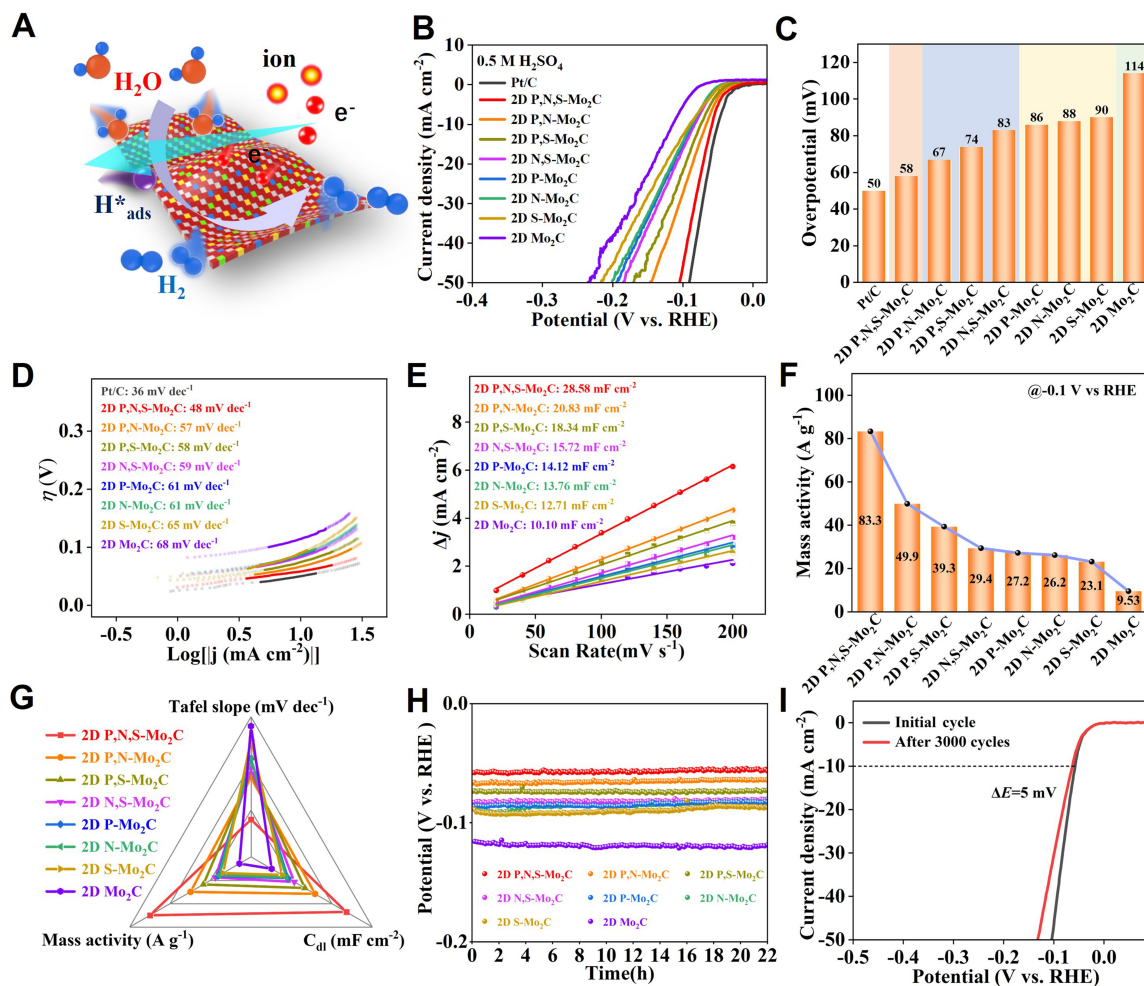 A
H₂O
ion
e⁻
e⁻
H*ads
H₂
B
0.5 M H₂SO₄
Pt/C
2D P,N,S-Mo₂C
2D P,N-Mo₂C
2D P,S-Mo₂C
2D N,S-Mo₂C
2D P-Mo₂C
2D N-Mo₂C
2D S-Mo₂C
2D Mo₂C
Current density (mA cm⁻²)
10
0
-10
-20
-30
-40
-50
-0.4 -0.3 -0.2 -0.1 0.0
Potential (V vs. RHE)
C
Overpotential (mV)
120
100
80
60
40
20
0
50 58 67 74 83 86 88 90 114
Pt/C
2D P,N,S-Mo₂C
2D P,N-Mo₂C
2D P,S-Mo₂C
2D N,S-Mo₂C
2D P-Mo₂C
2D N-Mo₂C
2D S-Mo₂C
2D Mo₂C
D
Pt/C: 36 mV dec⁻¹
2D P,N,S-Mo₂C: 48 mV dec⁻¹
2D P,N-Mo₂C: 57 mV dec⁻¹
2D P,S-Mo₂C: 58 mV dec⁻¹
2D N,S-Mo₂C: 59 mV dec⁻¹
2D P-Mo₂C: 61 mV dec⁻¹
2D N-Mo₂C: 61 mV dec⁻¹
2D S-Mo₂C: 65 mV dec⁻¹
2D Mo₂C: 68 mV dec⁻¹
η (V)
0.3
0.2
0.1
0.0
-0.5 0.0 0.5 1.0 1.5
Log[|j (mA cm⁻²)|]
E
2D P,N,S-Mo₂C: 28.58 mF cm⁻²
2D P,N-Mo₂C: 20.83 mF cm⁻²
2D P,S-Mo₂C: 18.34 mF cm⁻²
2D N,S-Mo₂C: 15.72 mF cm⁻²
2D P-Mo₂C: 14.12 mF cm⁻²
2D N-Mo₂C: 13.76 mF cm⁻²
2D S-Mo₂C: 12.71 mF cm⁻²
2D Mo₂C: 10.10 mF cm⁻²
Δj (mA cm⁻²)
8
6
4
2
0
0 50 100 150 200
Scan Rate(mV s⁻¹)
F
@-0.1 V vs RHE
Mass activity (A g⁻¹)
100
80
60
40
20
0
83.3 49.9 39.3 29.4 27.2 26.2 23.1 9.53
2D P,N,S-Mo₂C
2D P,N-Mo₂C
2D P,S-Mo₂C
2D N,S-Mo₂C
2D P-Mo₂C
2D N-Mo₂C
2D S-Mo₂C
2D Mo₂C
G
Tafel slope (mV dec⁻¹)
2D P,N,S-Mo₂C
2D P,N-Mo₂C
2D P,S-Mo₂C
2D N,S-Mo₂C
2D P-Mo₂C
2D N-Mo₂C
2D S-Mo₂C
2D Mo₂C
Mass activity (A g⁻¹)
Cdl (mF cm⁻²)
H
Potential (V vs. RHE)
0.0
-0.1
-0.2
2D P,N,S-Mo₂C 2D P,N-Mo₂C 2D P,S-Mo₂C
2D N,S-Mo₂C 2D P-Mo₂C 2D N-Mo₂C
2D S-Mo₂C 2D Mo₂C
0 2 4 6 8 10 12 14 16 18 20 22
Time(h)
I
Initial cycle
After 3000 cycles
ΔE=5 mV
Current density (mA cm⁻²)
0
-10
-20
-30
-40
-50
-0.5 -0.4 -0.3 -0.2 -0.1 0.0
Potential (V vs. RHE)